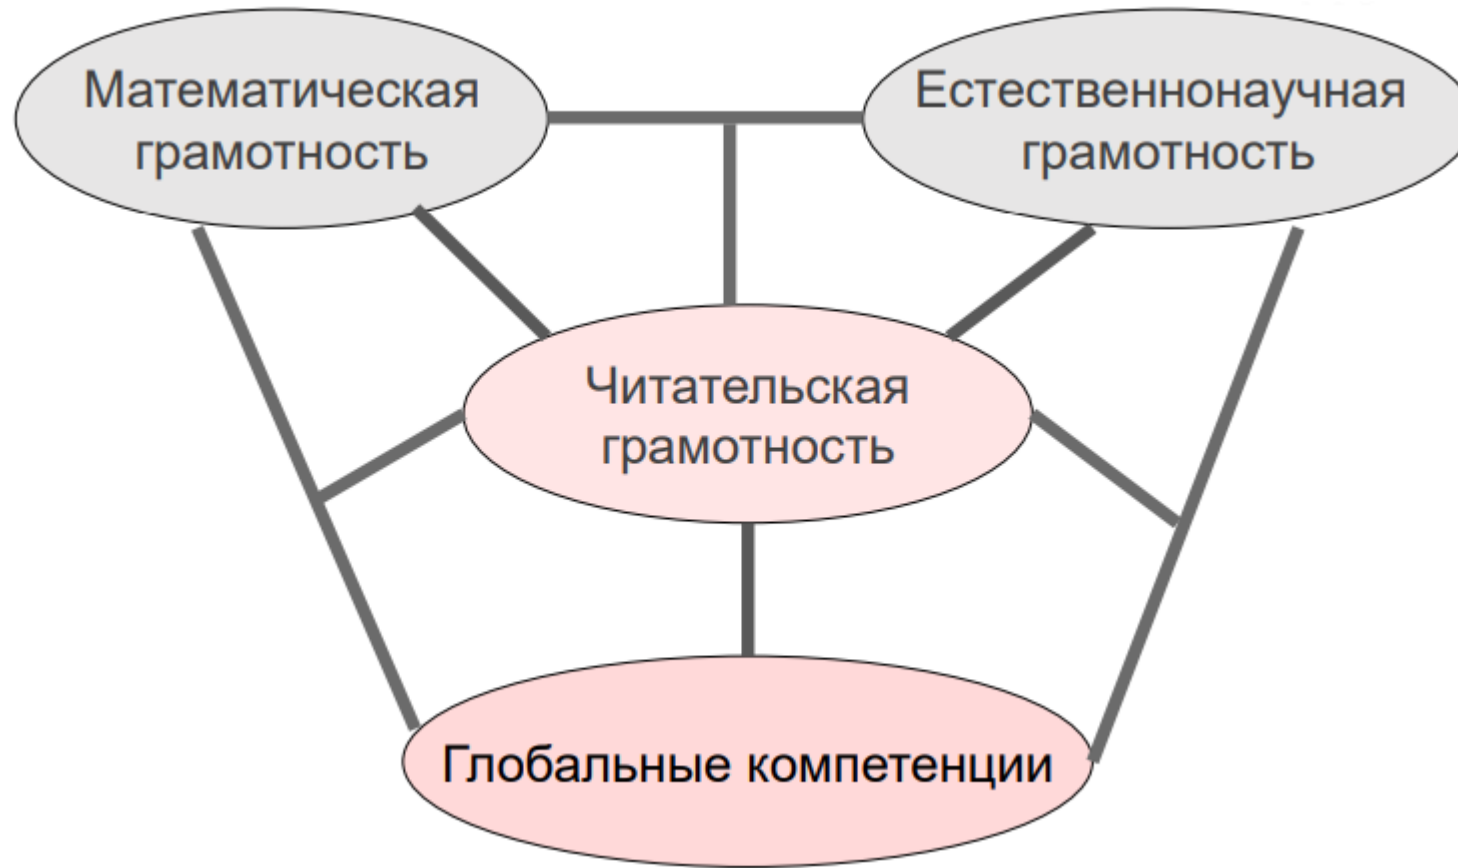 Математическая
грамотность
Естественнонаучная
грамотность
Читательская
грамотность
Глобальные компетенции